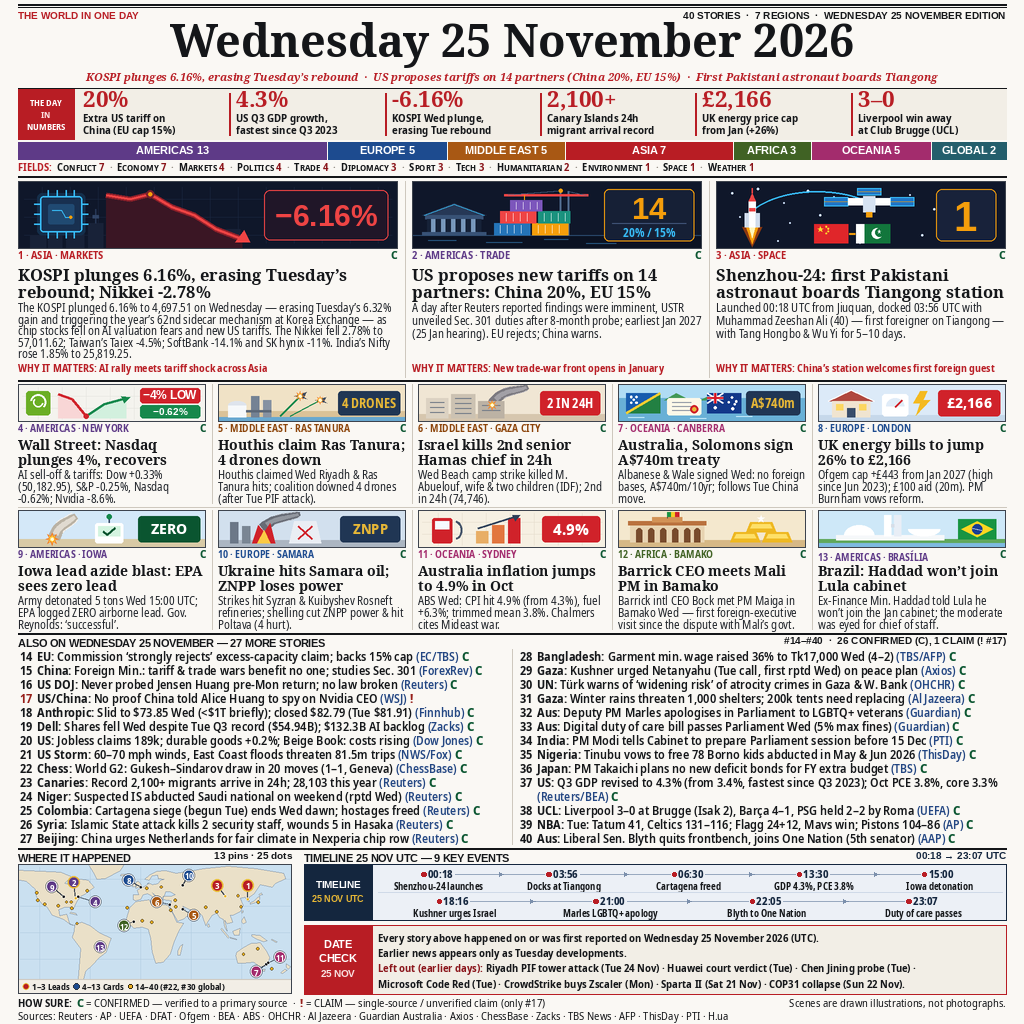 THE WORLD IN ONE DAY
40 STORIES · 7 REGIONS · WEDNESDAY 25 NOVEMBER EDITION
Wednesday 25 November 2026
KOSPI plunges 6.16%, erasing Tuesday's rebound · US proposes tariffs on 14 partners (China 20%, EU 15%) · First Pakistani astronaut boards Tiangong
THE DAY
IN
NUMBERS
20%
Extra US tariff on
China (EU cap 15%)
4.3%
US Q3 GDP growth,
fastest since Q3 2023
-6.16%
KOSPI Wed plunge,
erasing Tue rebound
2,100+
Canary Islands 24h
migrant arrival record
£2,166
UK energy price cap
from Jan (+26%)
3–0
Liverpool win away
at Club Brugge (UCL)
AMERICAS 13
EUROPE 5
MIDDLE EAST 5
ASIA 7
AFRICA 3
OCEANIA 5
GLOBAL 2
FIELDS: CONFLICT 7 · ECONOMY 7 · MARKETS 4 · POLITICS 4 · TRADE 4 · DIPLOMACY 3 · SPORT 3 · TECH 3 · HUMANITARIAN 2 · ENVIRONMENT 1 · SPACE 1 · WEATHER 1
−6.16%
1 · ASIA · MARKETS C
KOSPI plunges 6.16%, erasing Tuesday's
rebound; Nikkei -2.78%
The KOSPI plunged 6.16% to 4,697.51 on Wednesday — erasing Tuesday's 6.32%
gain and triggering the year's 62nd sidecar mechanism at Korea Exchange — as
chip stocks fell on AI valuation fears and new US tariffs. The Nikkei fell 2.78% to
57,011.62; Taiwan's Taiex -4.5%; SoftBank -14.1% and SK hynix -11%. India's Nifty
rose 1.85% to 25,819.25.
WHY IT MATTERS: AI rally meets tariff shock across Asia
14
20% / 15%
2 · AMERICAS · TRADE C
US proposes new tariffs on 14
partners: China 20%, EU 15%
A day after Reuters reported findings were imminent, USTR
unveiled Sec. 301 duties after 8-month probe; earliest Jan 2027
(25 Jan hearing). EU rejects; China warns.
WHY IT MATTERS: New trade-war front opens in January
1
3 · ASIA · SPACE C
Shenzhou-24: first Pakistani
astronaut boards Tiangong station
Launched 00:18 UTC from Jiuquan, docked 03:56 UTC with
Muhammad Zeeshan Ali (40) — first foreigner on Tiangong —
with Tang Hongbo & Wu Yi for 5–10 days.
WHY IT MATTERS: China's station welcomes first foreign guest
−4% LOW
−0.62%
4 · AMERICAS · NEW YORK C
Wall Street: Nasdaq
plunges 4%, recovers
AI sell-off & tariffs: Dow +0.33%
(50,182.95), S&P -0.25%, Nasdaq
-0.62%; Nvidia -8.6%.
4 DRONES
5 · MIDDLE EAST · RAS TANURA C
Houthis claim Ras Tanura;
4 drones down
Houthis claimed Wed Riyadh & Ras
Tanura hits; coalition downed 4 drones
(after Tue PIF attack).
2 IN 24H
6 · MIDDLE EAST · GAZA CITY C
Israel kills 2nd senior
Hamas chief in 24h
Wed Beach camp strike killed M.
Abuelouf, wife & two children (IDF); 2nd
in 24h (74,746).
A$740m
7 · OCEANIA · CANBERRA C
Australia, Solomons sign
A$740m treaty
Albanese & Wale signed Wed: no foreign
bases, A$740m/10yr; follows Tue China
move.
£2,166
8 · EUROPE · LONDON C
UK energy bills to jump
26% to £2,166
Ofgem cap +£443 from Jan 2027 (high
since Jun 2023); £100 aid (20m). PM
Burnham vows reform.
ZERO
9 · AMERICAS · IOWA C
Iowa lead azide blast: EPA
sees zero lead
Army detonated 5 tons Wed 15:00 UTC;
EPA logged ZERO airborne lead. Gov.
Reynolds: 'successful'.
ZNPP
10 · EUROPE · SAMARA C
Ukraine hits Samara oil;
ZNPP loses power
Strikes hit Syzran & Kuibyshev Rosneft
refineries; shelling cut ZNPP power & hit
Poltava (4 hurt).
4.9%
11 · OCEANIA · SYDNEY C
Australia inflation jumps
to 4.9% in Oct
ABS Wed: CPI hit 4.9% (from 4.3%), fuel
+6.3%; trimmed mean 3.8%. Chalmers
cites Mideast war.
12 · AFRICA · BAMAKO C
Barrick CEO meets Mali
PM in Bamako
Barrick intl CEO Bock met PM Maiga in
Bamako Wed — first foreign-executive
visit since the dispute with Mali's govt.
13 · AMERICAS · BRASÍLIA C
Brazil: Haddad won't join
Lula cabinet
Ex-Finance Min. Haddad told Lula he
won't join the Jan cabinet; the moderate
was eyed for chief of staff.
ALSO ON WEDNESDAY 25 NOVEMBER — 27 MORE STORIES
#14–#40 · 26 CONFIRMED (C), 1 CLAIM (! #17)
14 EU: Commission 'strongly rejects' excess-capacity claim; backs 15% cap (EC/TBS) C
15 China: Foreign Min.: tariff & trade wars benefit no one; studies Sec. 301 (ForexRev) C
16 US DOJ: Never probed Jensen Huang pre-Mon return; no law broken (Reuters) C
17 US/China: No proof China told Alice Huang to spy on Nvidia CEO (WSJ) !
18 Anthropic: Slid to $73.85 Wed (<$1T briefly); closed $82.79 (Tue $81.91) (Finnhub) C
19 Dell: Shares fell Wed despite Tue Q3 record ($54.94B); $132.3B AI backlog (Zacks) C
20 US: Jobless claims 189k; durable goods +0.2%; Beige Book: costs rising (Dow Jones) C
21 US Storm: 60–70 mph winds, East Coast floods threaten 81.5m trips (NWS/Fox) C
22 Chess: World G2: Gukesh–Sindarov draw in 20 moves (1–1, Geneva) (ChessBase) C
23 Canaries: Record 2,100+ migrants arrive in 24h; 28,103 this year (Reuters) C
24 Niger: Suspected IS abducted Saudi national on weekend (rptd Wed) (Reuters) C
25 Colombia: Cartagena siege (begun Tue) ends Wed dawn; hostages freed (Reuters) C
26 Syria: Islamic State attack kills 2 security staff, wounds 5 in Hasaka (Reuters) C
27 Beijing: China urges Netherlands for fair climate in Nexperia chip row (Reuters) C
28 Bangladesh: Garment min. wage raised 36% to Tk17,000 Wed (4–2) (TBS/AFP) C
29 Gaza: Kushner urged Netanyahu (Tue call, first rptd Wed) on peace plan (Axios) C
30 UN: Türk warns of 'widening risk' of atrocity crimes in Gaza & W. Bank (OHCHR) C
31 Gaza: Winter rains threaten 1,000 shelters; 200k tents need replacing (Al Jazeera) C
32 Aus: Deputy PM Marles apologises in Parliament to LGBTQ+ veterans (Guardian) C
33 Aus: Digital duty of care bill passes Parliament Wed (5% max fines) (Guardian) C
34 India: PM Modi tells Cabinet to prepare Parliament session before 15 Dec (PTI) C
35 Nigeria: Tinubu vows to free 78 Borno kids abducted in May & Jun 2026 (ThisDay) C
36 Japan: PM Takaichi plans no new deficit bonds for FY extra budget (TBS) C
37 US: Q3 GDP revised to 4.3% (from 3.4%, fastest since Q3 2023); Oct PCE 3.8%, core 3.3%
(Reuters/BEA) C
38 UCL: Liverpool 3–0 at Brugge (Isak 2), Barça 4–1, PSG held 2–2 by Roma (UEFA) C
39 NBA: Tue: Tatum 41, Celtics 131–116; Flagg 24+12, Mavs win; Pistons 104–86 (AP) C
40 Aus: Liberal Sen. Blyth quits frontbench, joins One Nation (5th senator) (AAP) C
WHERE IT HAPPENED
13 pins · 25 dots
9
2
8
10
3
1
4
6
5
12
13
11
7
1–3 Leads 4–13 Cards 14–40 (#22, #30 global)
TIMELINE 25 NOV UTC — 9 KEY EVENTS
00:18 → 23:07 UTC
TIMELINE
25 NOV UTC
00:18
Shenzhou-24 launches
03:56
Docks at Tiangong
06:30
Cartagena freed
13:30
GDP 4.3%, PCE 3.8%
15:00
Iowa detonation
18:16
Kushner urges Israel
21:00
Marles LGBTQ+ apology
22:05
Blyth to One Nation
23:07
Duty of care passes
DATE
CHECK
25 NOV
Every story above happened on or was first reported on Wednesday 25 November 2026 (UTC).
Earlier news appears only as Tuesday developments.
Left out (earlier days): Riyadh PIF tower attack (Tue 24 Nov) · Huawei court verdict (Tue) · Chen Jining probe (Tue) ·
Microsoft Code Red (Tue) · CrowdStrike buys Zscaler (Mon) · Sparta II (Sat 21 Nov) · COP31 collapse (Sun 22 Nov).
HOW SURE: C = CONFIRMED — verified to a primary source · ! = CLAIM — single-source / unverified claim (only #17)
Scenes are drawn illustrations, not photographs.
Sources: Reuters · AP · UEFA · DFAT · Ofgem · BEA · ABS · OHCHR · Al Jazeera · Guardian Australia · Axios · ChessBase · Zacks · TBS News · AFP · ThisDay · PTI · H.ua